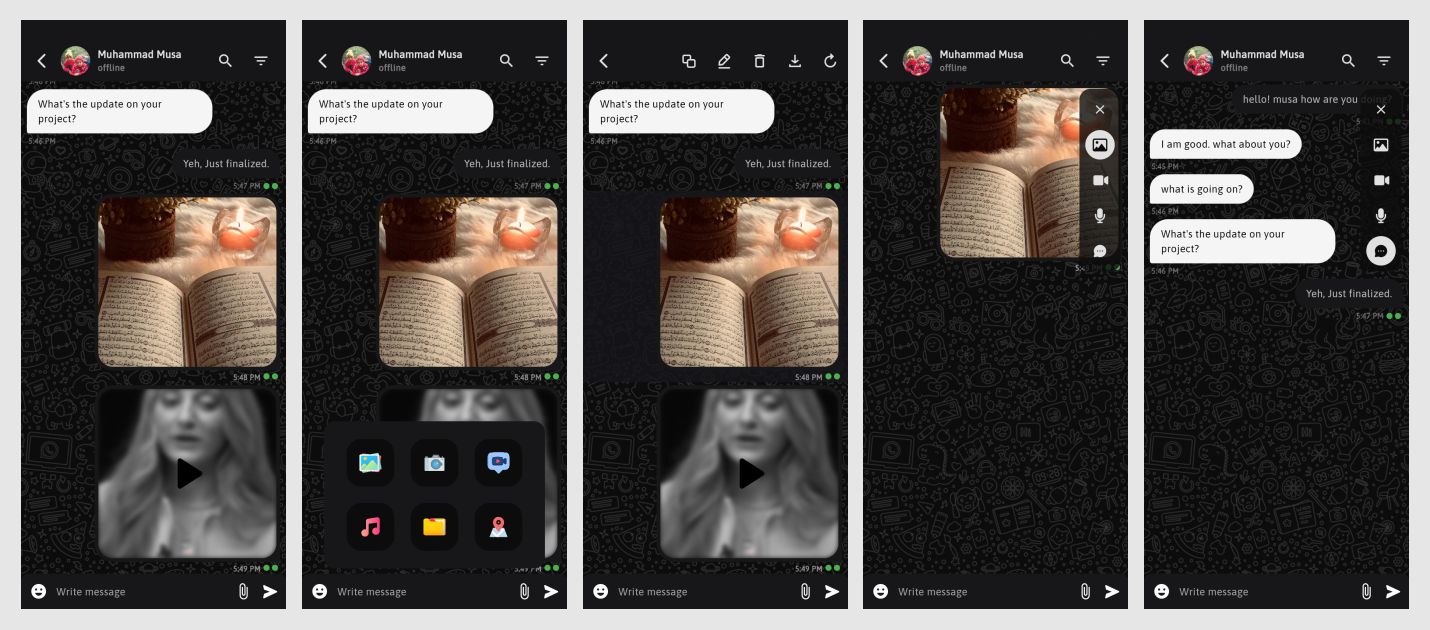 Muhammad Musa
offline
What's the update on your
project?
5:46 PM
Yeh, Just finalized.
5:47 PM
5:48 PM
5:49 PM
Write message
Muhammad Musa
offline
What's the update on your
project?
5:46 PM
Yeh, Just finalized.
5:47 PM
5:48 PM
5:49 PM
Write message
What's the update on your
project?
5:46 PM
Yeh, Just finalized.
5:47 PM
5:48 PM
5:49 PM
Write message
Muhammad Musa
offline
Write message
Muhammad Musa
offline
hello! musa how are you doing?
I am good. what about you?
5:45 PM
what is going on?
5:46 PM
What's the update on your
project?
5:46 PM
Yeh, Just finalized.
5:47 PM
Write message